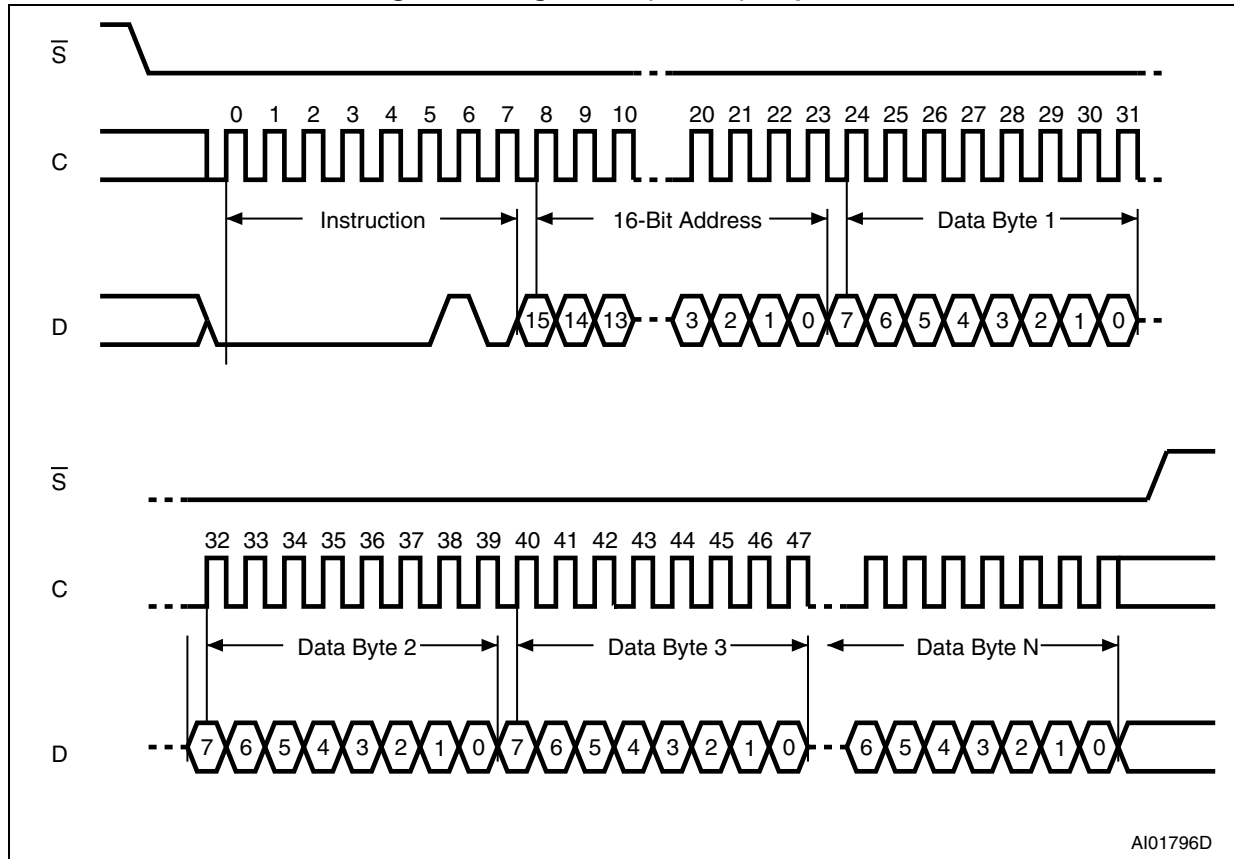 S̅
0 1 2 3 4 5 6 7 8 9 10 20 21 22 23 24 25 26 27 28 29 30 31
C
Instruction 16-Bit Address Data Byte 1
D 15 14 13 3 2 1 0 7 6 5 4 3 2 1 0
S̅
32 33 34 35 36 37 38 39 40 41 42 43 44 45 46 47
C
Data Byte 2 Data Byte 3 Data Byte N
D 7 6 5 4 3 2 1 0 7 6 5 4 3 2 1 0 6 5 4 3 2 1 0
AI01796D